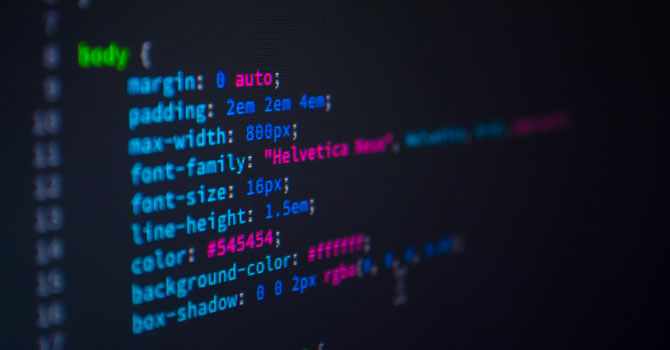 7
8 body {
9 margin: 0 auto;
10 padding: 2em 2em 4em;
11 max-width: 800px;
12 font-family: "Helvetica Neue", Helvetica,
13 font-size: 16px;
14 line-height: 1.5em;
15 color: #545454;
16 background-color: #ffffff;
17 box-shadow: 0 0 2px rgba(